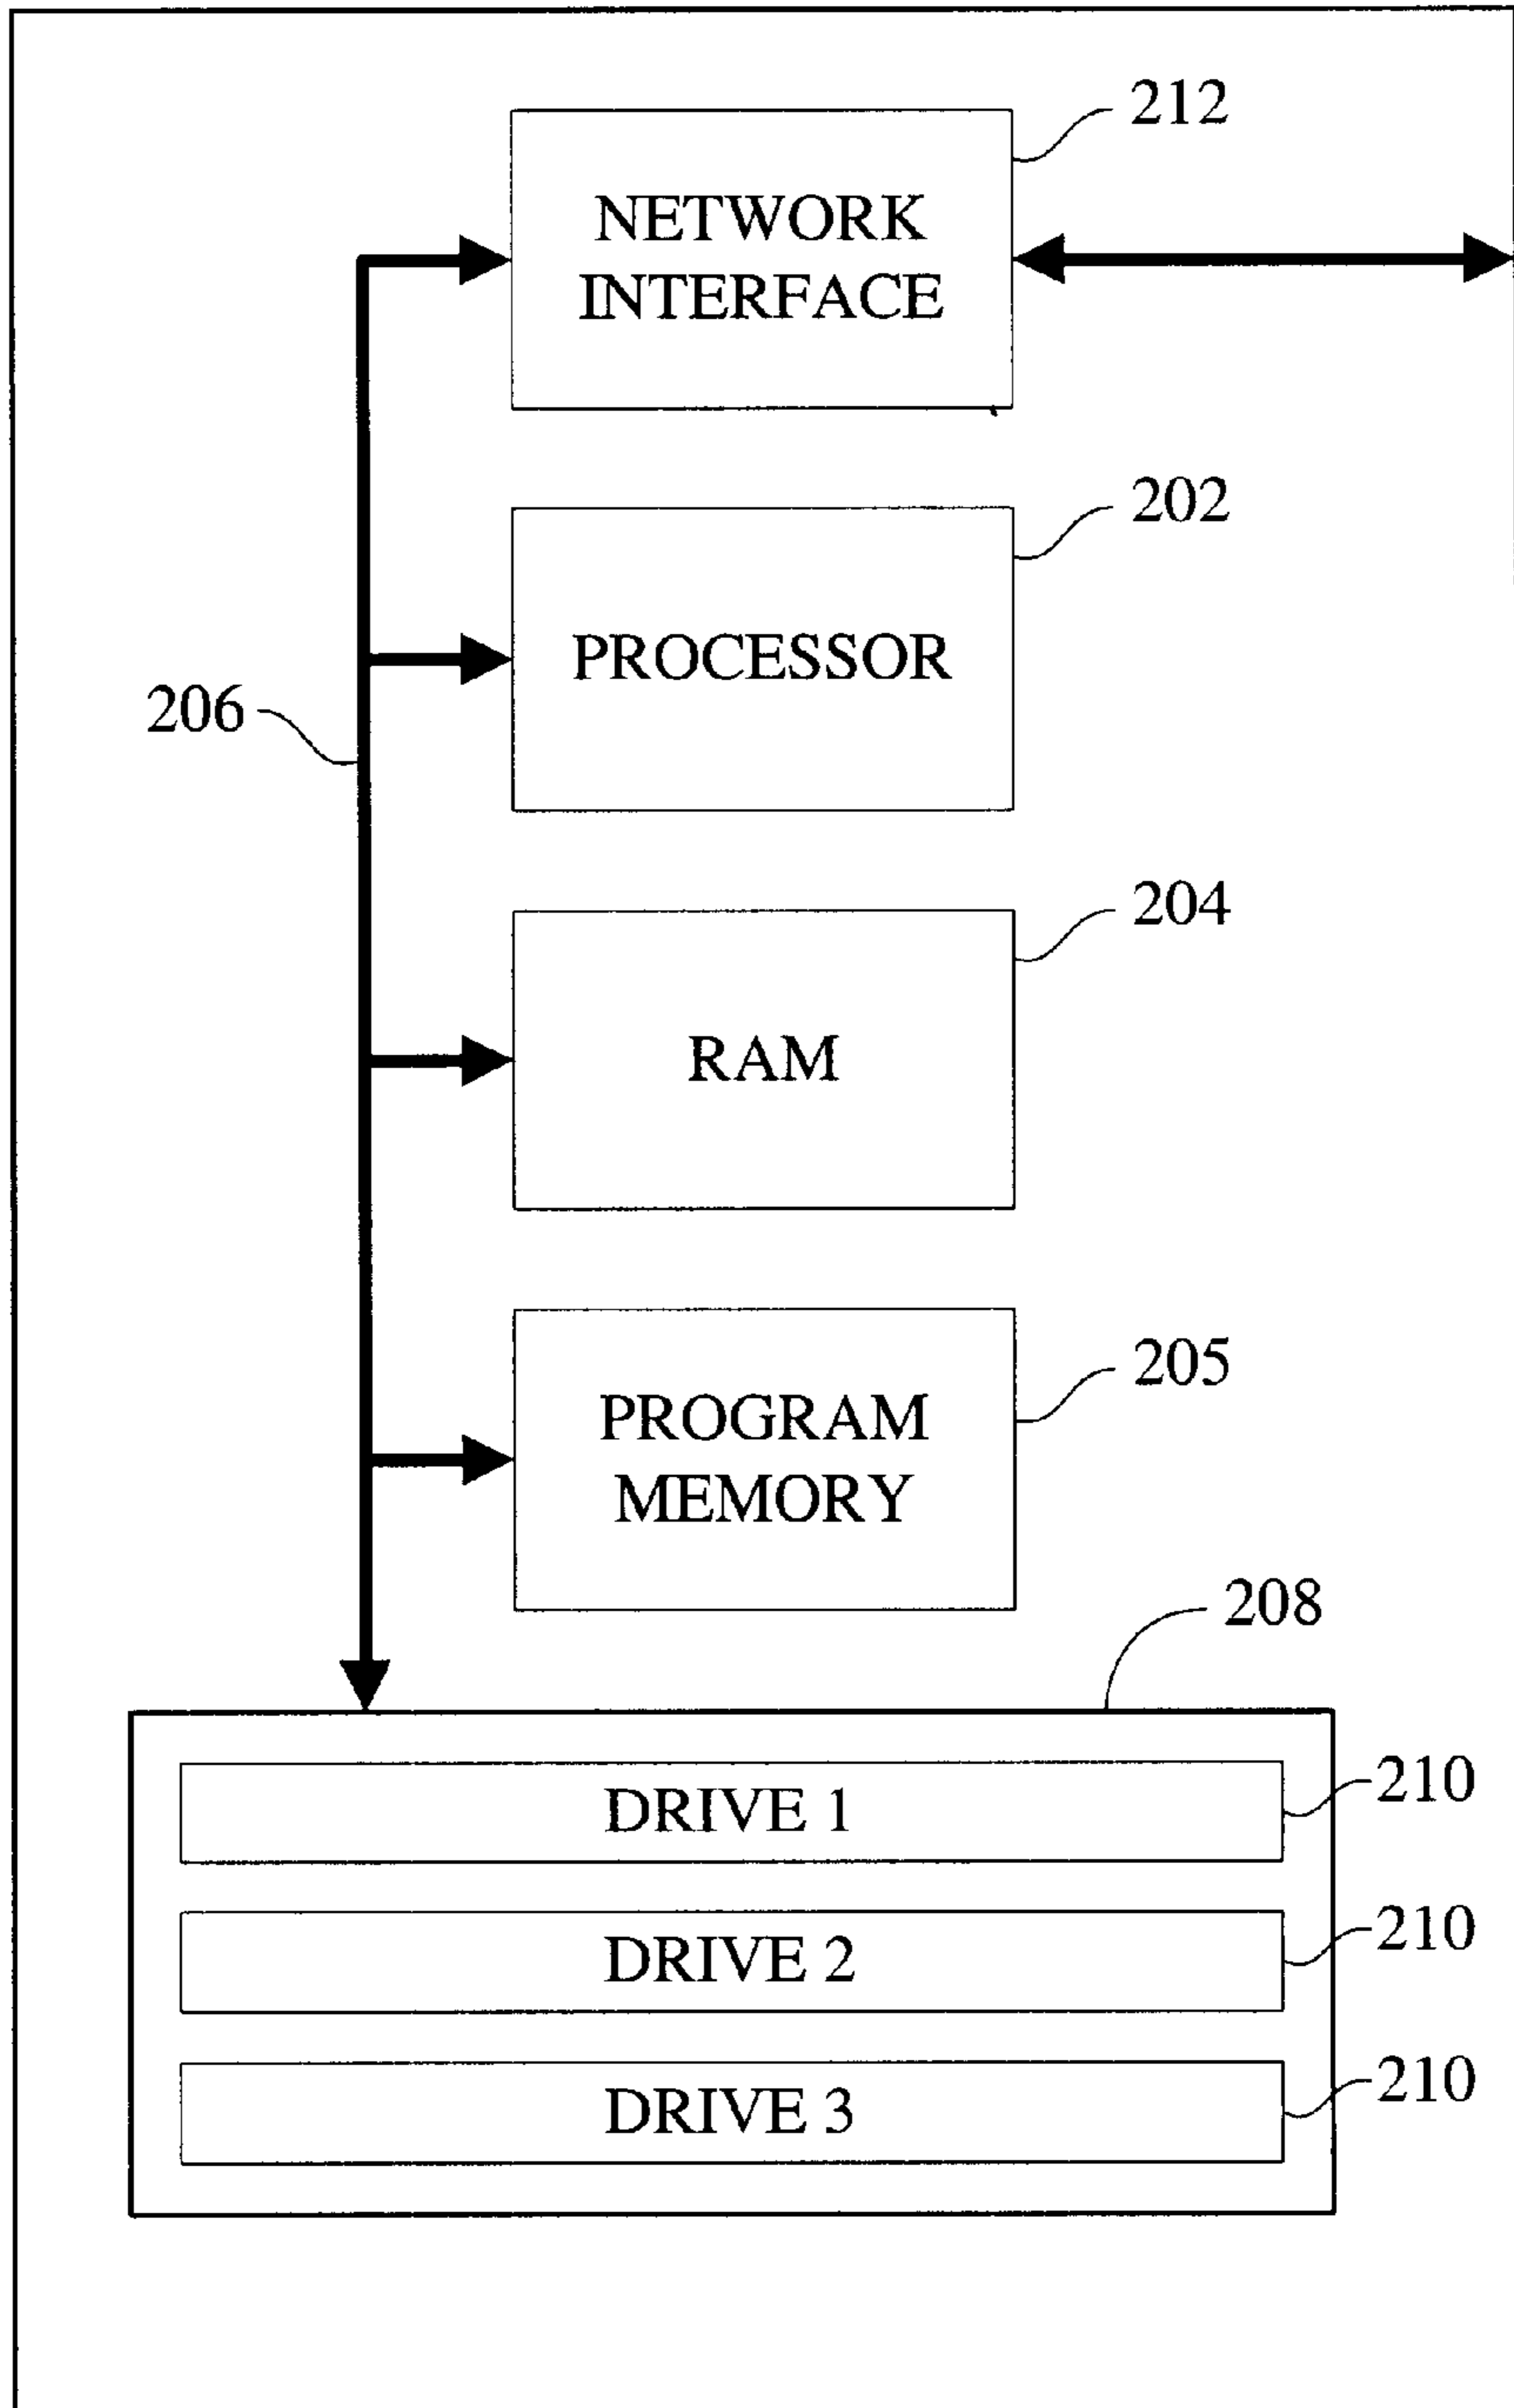 212
NETWORK
INTERFACE
202
PROCESSOR
206
204
RAM
205
PROGRAM
MEMORY
208
DRIVE 1
210
DRIVE 2
210
DRIVE 3
210